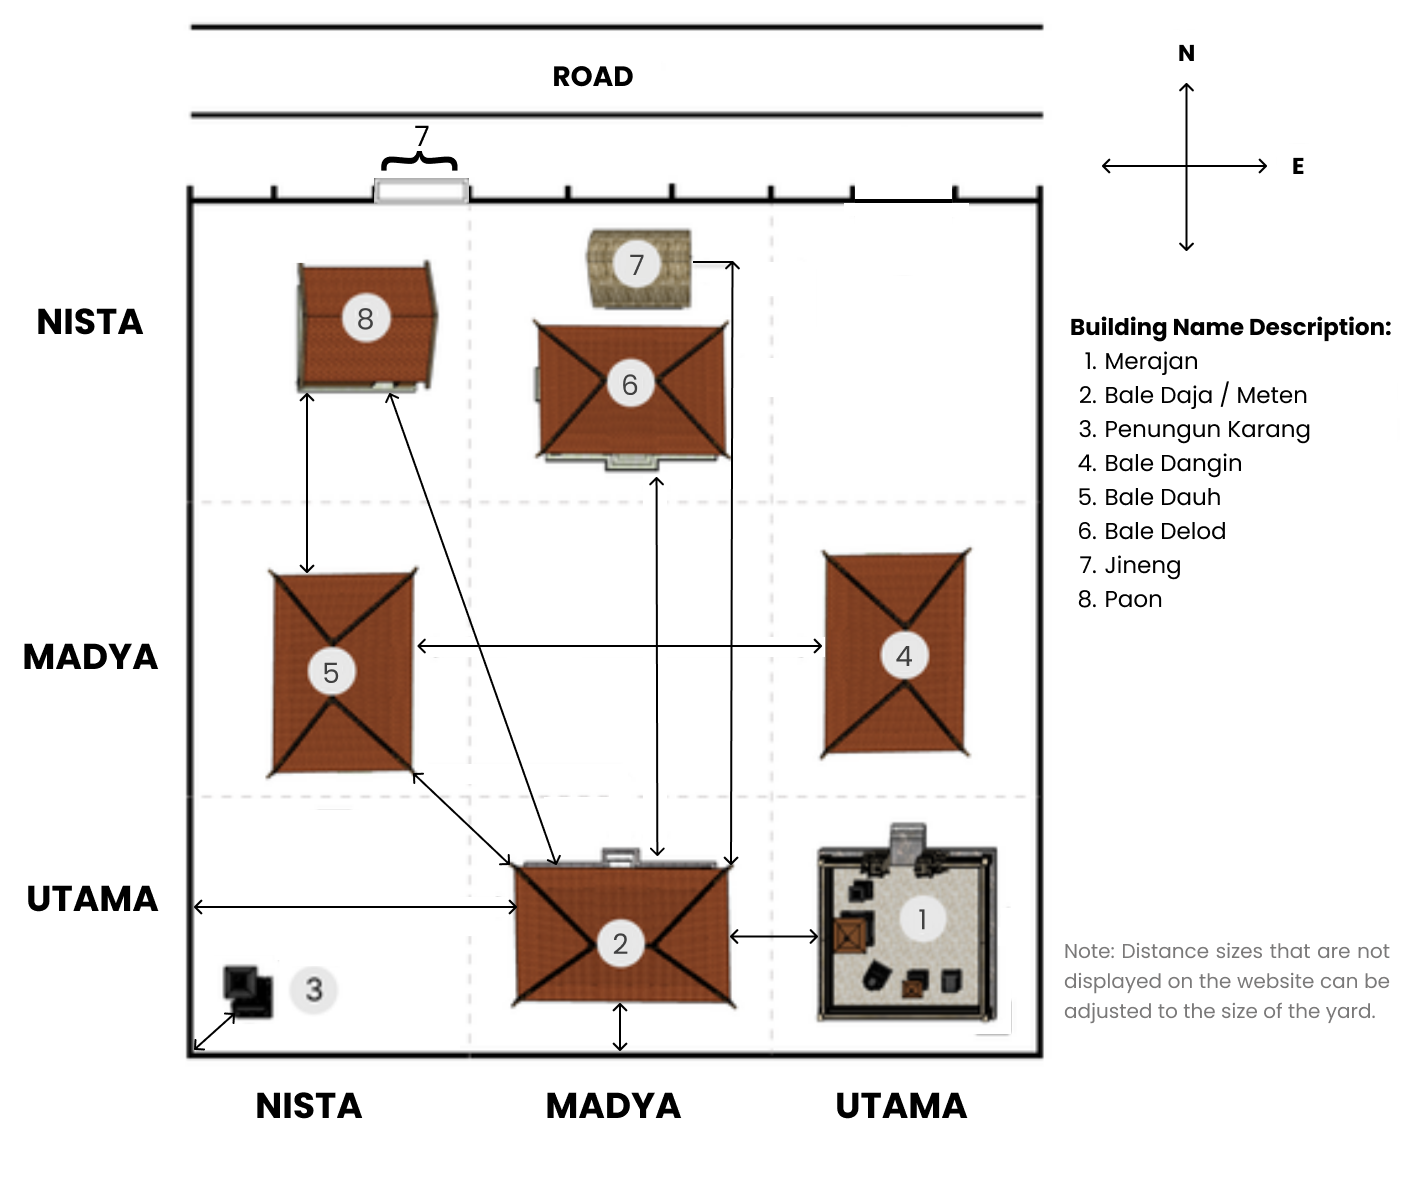 ROAD
N
E
7
NISTA
8
7
6
Building Name Description:
1. Merajan
2. Bale Daja / Meten
3. Penungun Karang
4. Bale Dangin
5. Bale Dauh
6. Bale Delod
7. Jineng
8. Paon
MADYA
5
4
UTAMA
3
2
1
Note: Distance sizes that are not
displayed on the website can be
adjusted to the size of the yard.
NISTA
MADYA
UTAMA